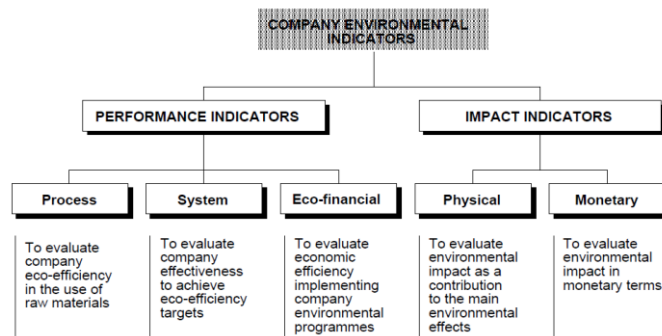 COMPANY ENVIRONMENTAL
INDICATORS
PERFORMANCE INDICATORS
IMPACT INDICATORS
Process
System
Eco-financial
Physical
Monetary
To evaluate
company
eco-efficiency
in the use of
raw materials
To evaluate
company
effectiveness
to achieve
eco-efficiency
targets
To evaluate
economic
efficiency
implementing
company
environmental
programmes
To evaluate
environmental
impact as a
contribution
to the main
environmental
effects
To evaluate
environmental
impact in
monetary terms